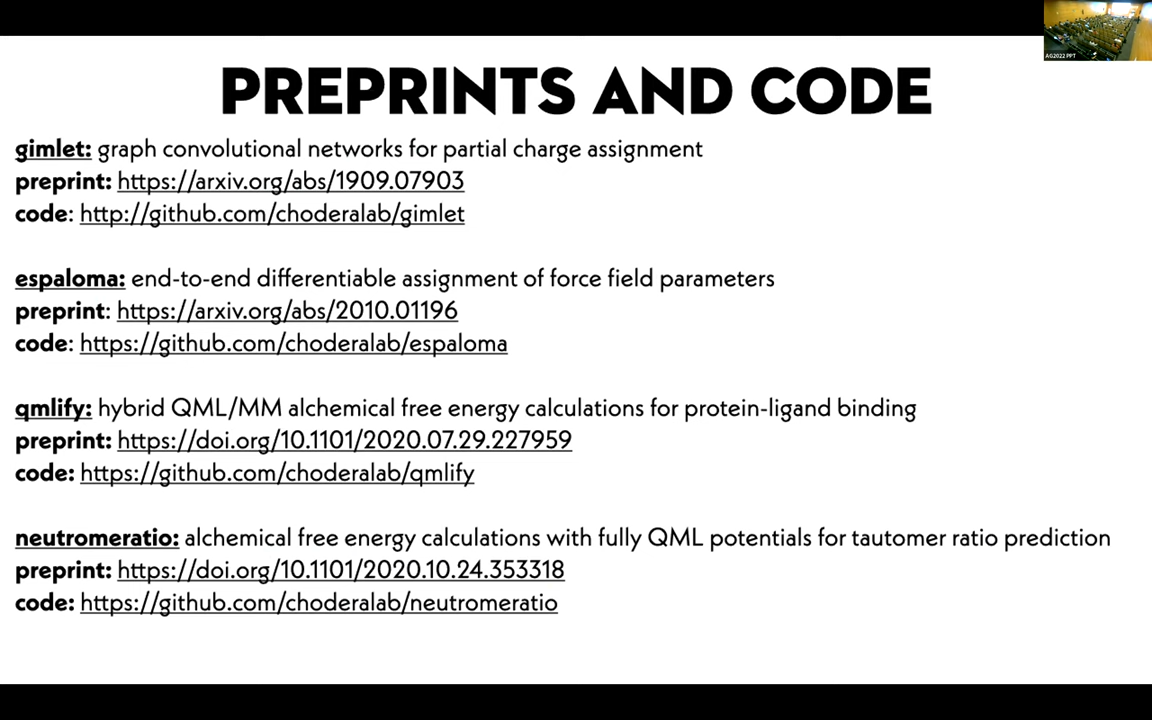 AG2022 PPT
PREPRINTS AND CODE
gimlet: graph convolutional networks for partial charge assignment
preprint: https://arxiv.org/abs/1909.07903
code: http://github.com/choderalab/gimlet
espaloma: end-to-end differentiable assignment of force field parameters
preprint: https://arxiv.org/abs/2010.01196
code: https://github.com/choderalab/espaloma
qmlify: hybrid QML/MM alchemical free energy calculations for protein-ligand binding
preprint: https://doi.org/10.1101/2020.07.29.227959
code: https://github.com/choderalab/qmlify
neutromeratio: alchemical free energy calculations with fully QML potentials for tautomer ratio prediction
preprint: https://doi.org/10.1101/2020.10.24.353318
code: https://github.com/choderalab/neutromeratio